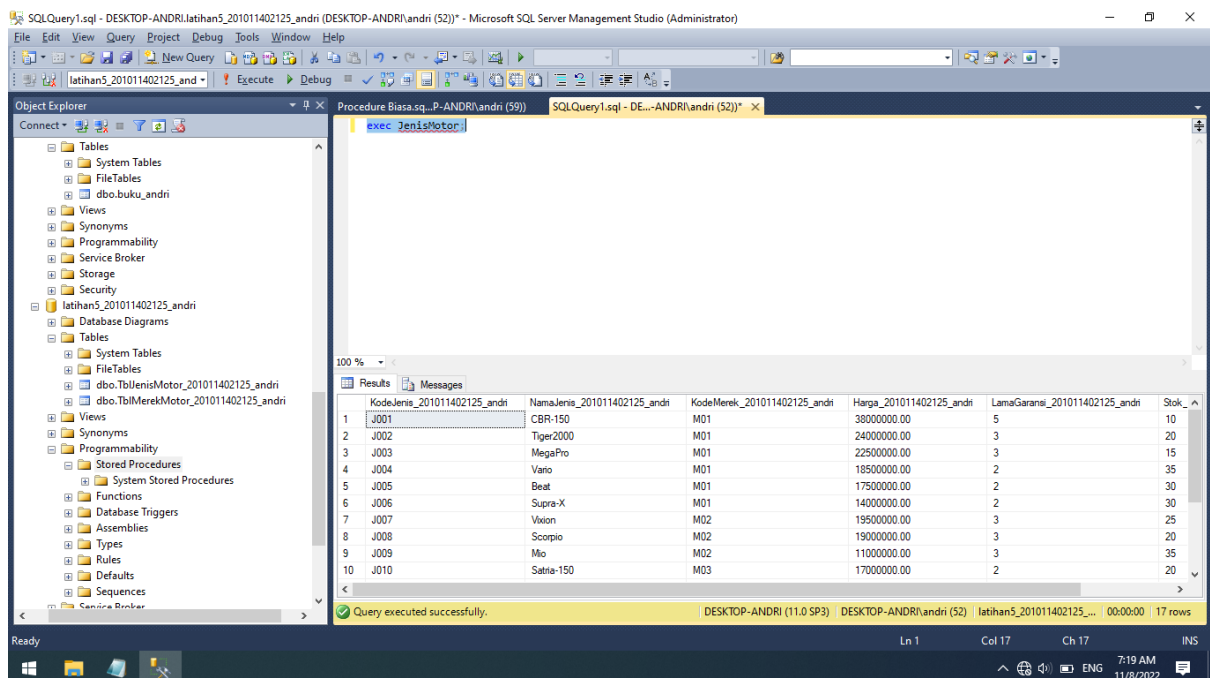 SQLQuery1.sql - DESKTOP-ANDRI.latihan5_201011402125_andri (DESKTOP-ANDRI\andri (52))* - Microsoft SQL Server Management Studio (Administrator)
File Edit View Query Project Debug Tools Window Help
New Query
latihan5_201011402125_and Execute Debug
Object Explorer
Connect
Tables
System Tables
FileTables
dbo.buku_andri
Views
Synonyms
Programmability
Service Broker
Storage
Security
latihan5_201011402125_andri
Database Diagrams
Tables
System Tables
FileTables
dbo.TblJenisMotor_201011402125_andri
dbo.TblMerekMotor_201011402125_andri
Views
Synonyms
Programmability
Stored Procedures
System Stored Procedures
Functions
Database Triggers
Assemblies
Types
Rules
Defaults
Sequences
Service Broker
Procedure Biasa.sq...P-ANDRI\andri (59)) SQLQuery1.sql - DE...-ANDRI\andri (52))*
exec JenisMotor;
100 %
Results Messages
KodeJenis_201011402125_andri NamaJenis_201011402125_andri KodeMerek_201011402125_andri Harga_201011402125_andri LamaGaransi_201011402125_andri Stok_
1 J001 CBR-150 M01 38000000.00 5 10
2 J002 Tiger2000 M01 24000000.00 3 20
3 J003 MegaPro M01 22500000.00 3 15
4 J004 Vario M01 18500000.00 2 35
5 J005 Beat M01 17500000.00 2 30
6 J006 Supra-X M01 14000000.00 2 30
7 J007 Vixion M02 19500000.00 3 25
8 J008 Scorpio M02 19000000.00 3 20
9 J009 Mio M02 11000000.00 3 35
10 J010 Satria-150 M03 17000000.00 2 20
Query executed successfully. DESKTOP-ANDRI (11.0 SP3) DESKTOP-ANDRI\andri (52) latihan5_201011402125_... 00:00:00 17 rows
Ready Ln 1 Col 17 Ch 17 INS
ENG 7:19 AM
11/8/2022